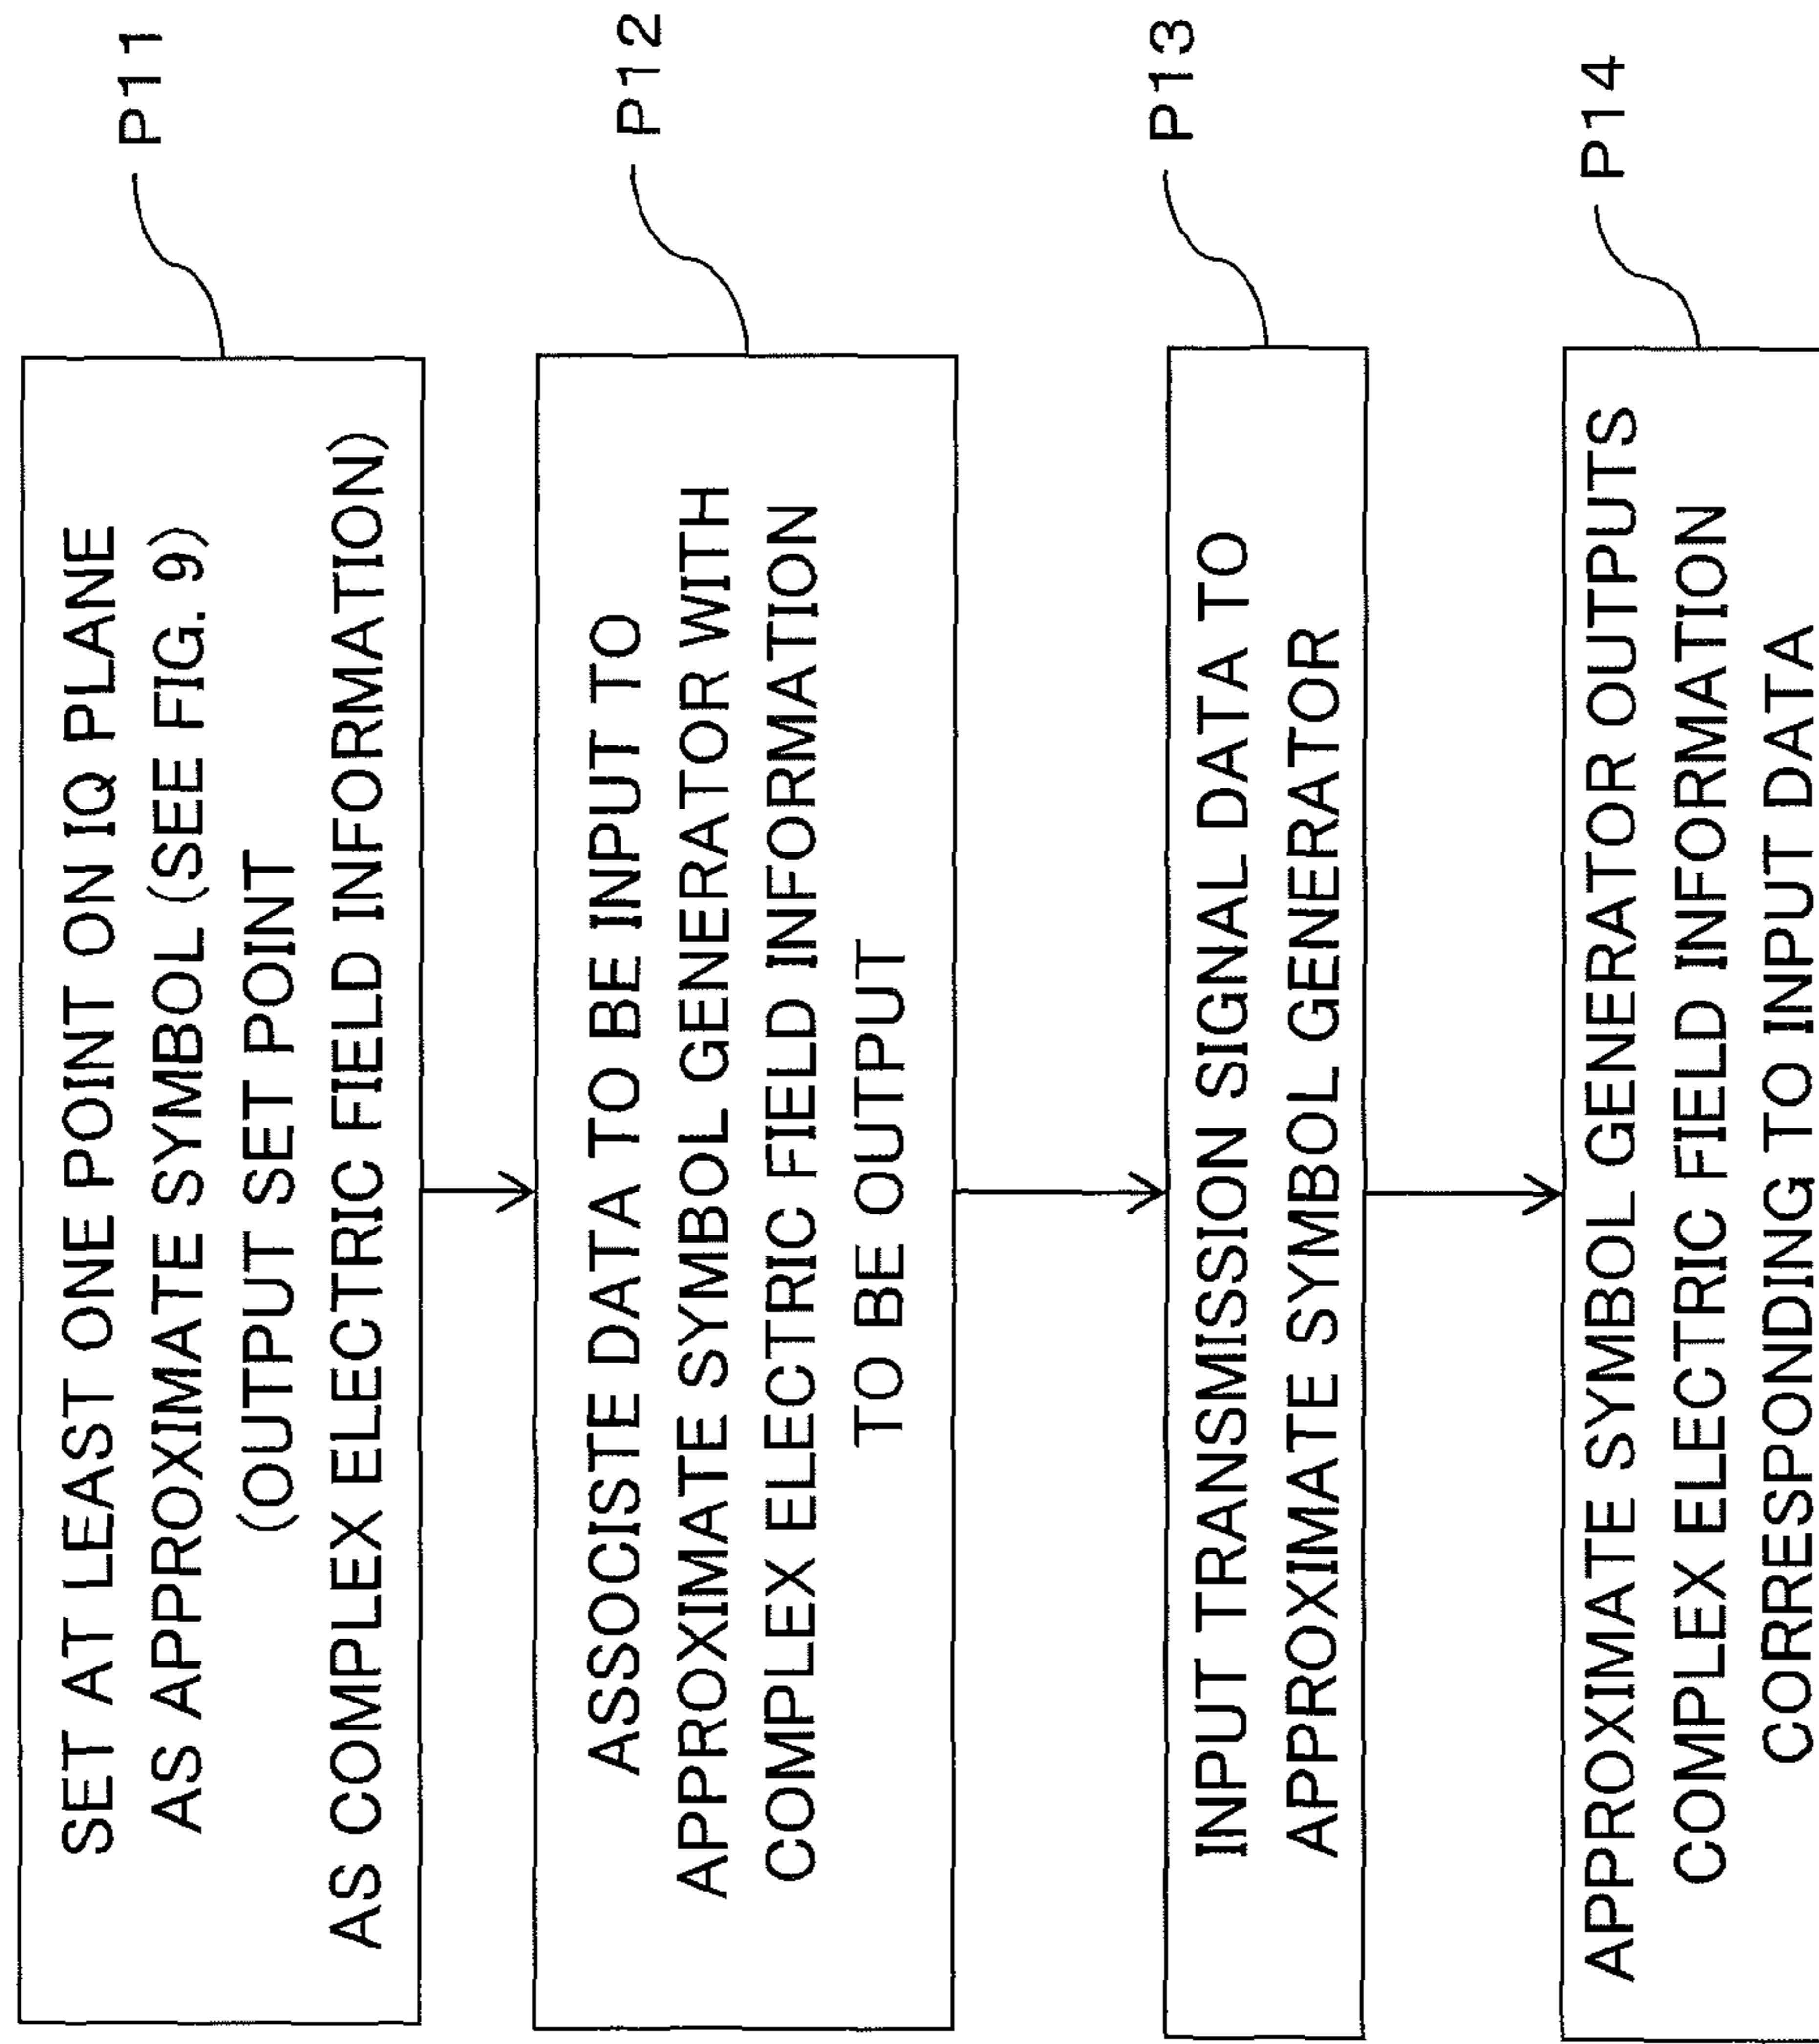 SET AT LEAST ONE POINT ON IQ PLANE
AS APPROXIMATE SYMBOL (SEE FIG. 9)
(OUTPUT SET POINT
AS COMPLEX ELECTRIC FIELD INFORMATION)
P11
ASSOCISTE DATA TO BE INPUT TO
APPROXIMATE SYMBOL GENERATOR WITH
COMPLEX ELECTRIC FIELD INFORMATION
TO BE OUTPUT
P12
INPUT TRANSMISSION SIGNAL DATA TO
APPROXIMATE SYMBOL GENERATOR
P13
APPROXIMATE SYMBOL GENERATOR OUTPUTS
COMPLEX ELECTRIC FIELD INFORMATION
CORRESPONDING TO INPUT DATA
P14